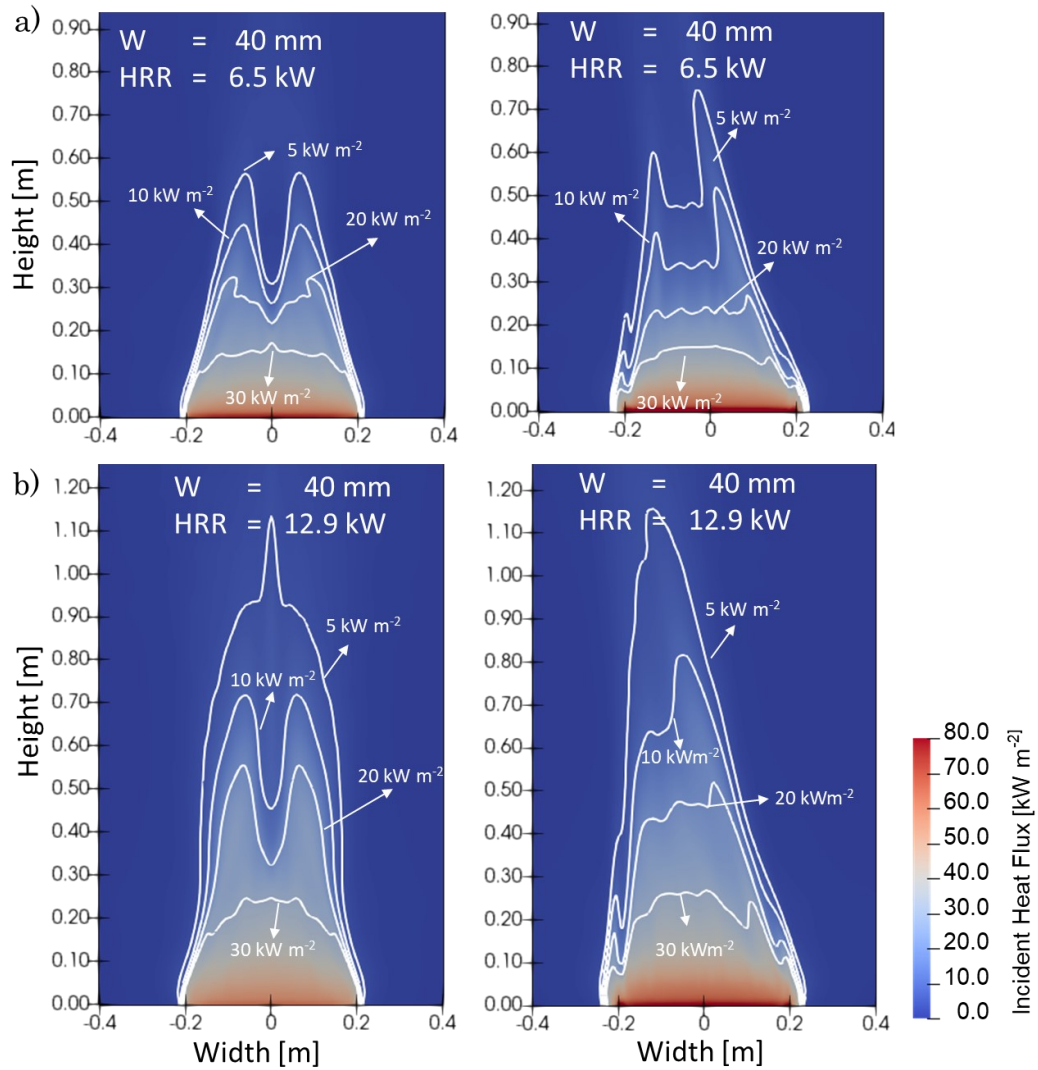 a)
W = 40 mm
HRR = 6.5 kW
0.90
0.80
0.70
0.60
0.50
0.40
0.30
0.20
0.10
0.00
5 kW m-2
10 kW m-2
20 kW m-2
30 kW m-2
-0.4 -0.2 0 0.2 0.4
Height [m]
W = 40 mm
HRR = 6.5 kW
0.90
0.80
0.70
0.60
0.50
0.40
0.30
0.20
0.10
0.00
5 kW m-2
10 kW m-2
20 kW m-2
30 kW m-2
-0.4 -0.2 0 0.2 0.4
b)
W = 40 mm
HRR = 12.9 kW
1.20
1.10
1.00
0.90
0.80
0.70
0.60
0.50
0.40
0.30
0.20
0.10
0.00
5 kW m-2
10 kW m-2
20 kW m-2
30 kW m-2
-0.4 -0.2 0 0.2 0.4
Height [m]
Width [m]
W = 40 mm
HRR = 12.9 kW
1.20
1.10
1.00
0.90
0.80
0.70
0.60
0.50
0.40
0.30
0.20
0.10
0.00
5 kW m-2
10 kWm-2
20 kWm-2
30 kWm-2
-0.4 -0.2 0 0.2 0.4
Width [m]
80.0
70.0
60.0
50.0
40.0
30.0
20.0
10.0
0.0
Incident Heat Flux [kW m-2]